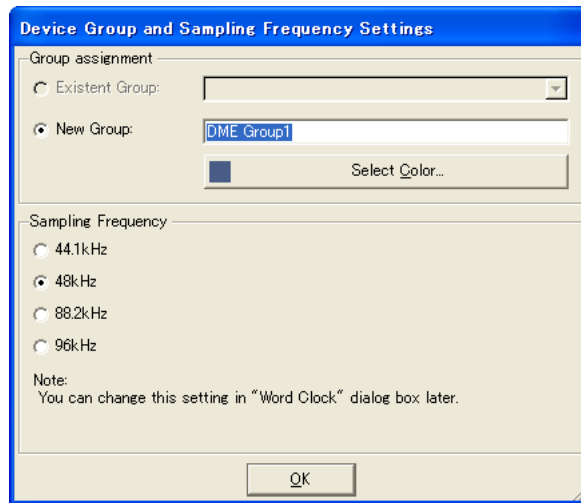 Device Group and Sampling Frequency Settings
Group assignment
Existent Group:
New Group: DME Group1
Select Color...
Sampling Frequency
44.1kHz
48kHz
88.2kHz
96kHz
Note:
You can change this setting in "Word Clock" dialog box later.
OK